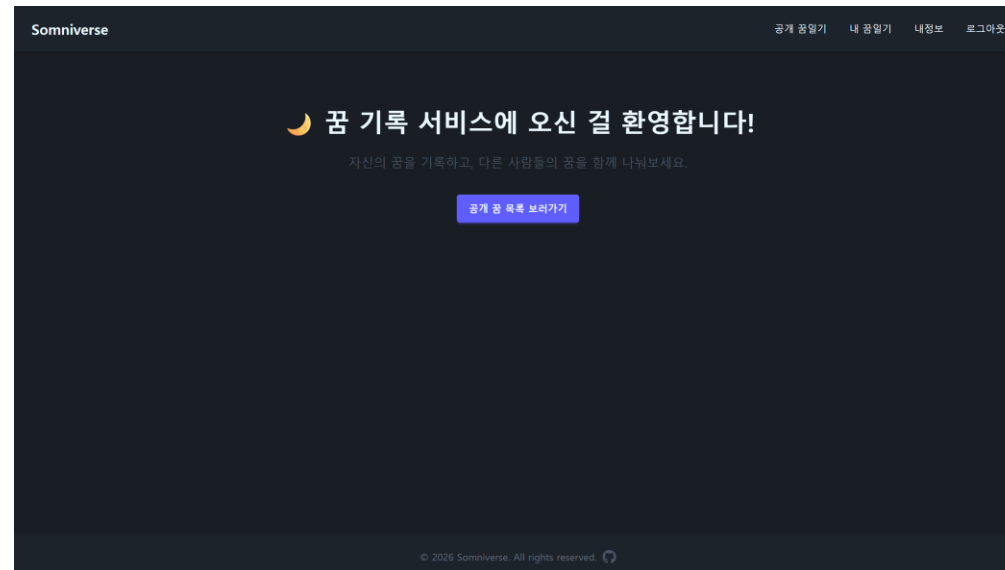 Somniverse
공개 꿈일기 내 꿈일기 내정보 로그아웃
🌙 꿈 기록 서비스에 오신 걸 환영합니다!
자신의 꿈을 기록하고, 다른 사람들의 꿈을 함께 나눠보세요.
공개 꿈 목록 보러가기
© 2026 Somniverse. All rights reserved.